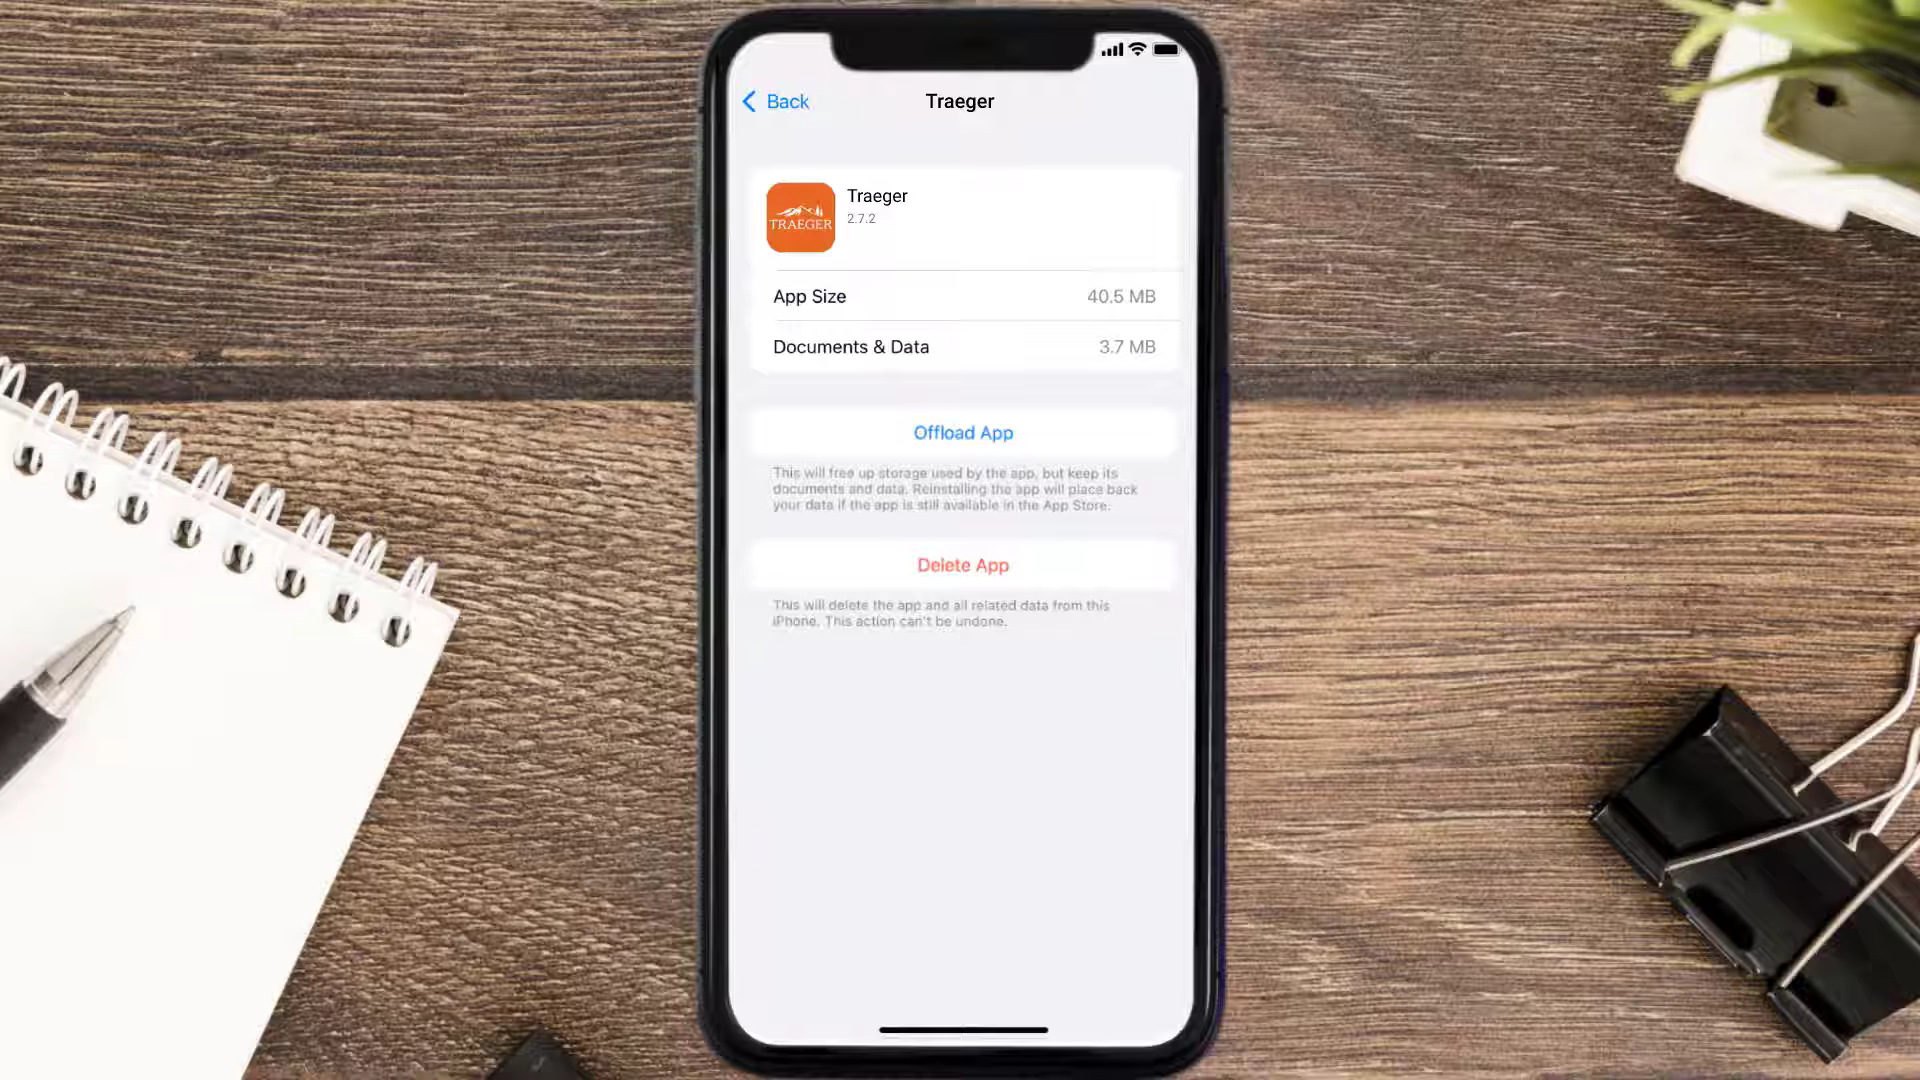 Back
Traeger
TRAEGER
Traeger
2.7.2
App Size
40.5 MB
Documents & Data
3.7 MB
Offload App
This will free up storage used by the app, but keep its
documents and data. Reinstalling the app will place back
your data if the app is still available in the App Store.
Delete App
This will delete the app and all related data from this
iPhone. This action can't be undone.